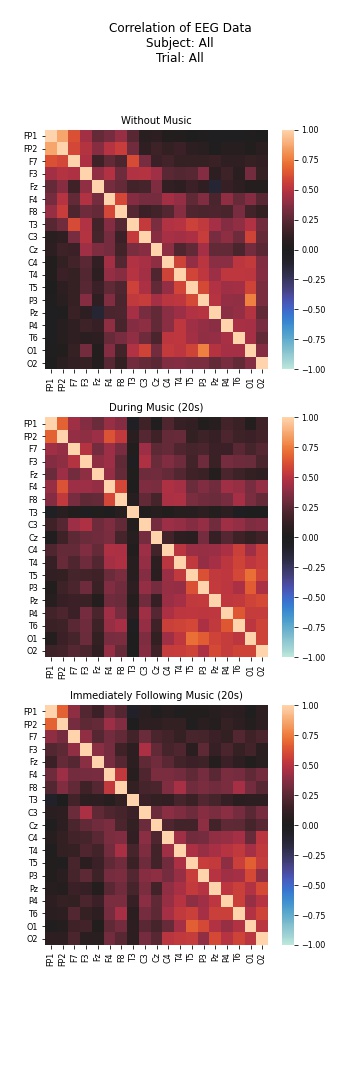 Correlation of EEG Data
Subject: All
Trial: All
Without Music
FP1
FP2
F7
F3
Fz
F4
F8
T3
C3
Cz
C4
T4
T5
P3
Pz
P4
T6
O1
O2
FP1 FP2 F7 F3 Fz F4 F8 T3 C3 Cz C4 T4 T5 P3 Pz P4 T6 O1 O2
1.00
0.75
0.50
0.25
0.00
−0.25
−0.50
−0.75
−1.00
During Music (20s)
FP1
FP2
F7
F3
Fz
F4
F8
T3
C3
Cz
C4
T4
T5
P3
Pz
P4
T6
O1
O2
FP1 FP2 F7 F3 Fz F4 F8 T3 C3 Cz C4 T4 T5 P3 Pz P4 T6 O1 O2
1.00
0.75
0.50
0.25
0.00
−0.25
−0.50
−0.75
−1.00
Immediately Following Music (20s)
FP1
FP2
F7
F3
Fz
F4
F8
T3
C3
Cz
C4
T4
T5
P3
Pz
P4
T6
O1
O2
FP1 FP2 F7 F3 Fz F4 F8 T3 C3 Cz C4 T4 T5 P3 Pz P4 T6 O1 O2
1.00
0.75
0.50
0.25
0.00
−0.25
−0.50
−0.75
−1.00